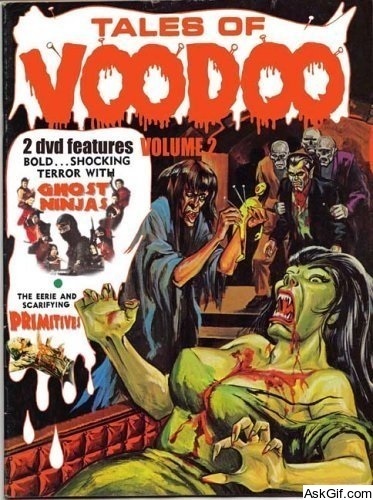 TALES OF
VOODOO
2 dvd features
VOLUME 2
BOLD...SHOCKING
TERROR WITH
GHOST
NINJAS
THE EERIE AND
SCARIFYING
PRIMITIVES
AskGif.com